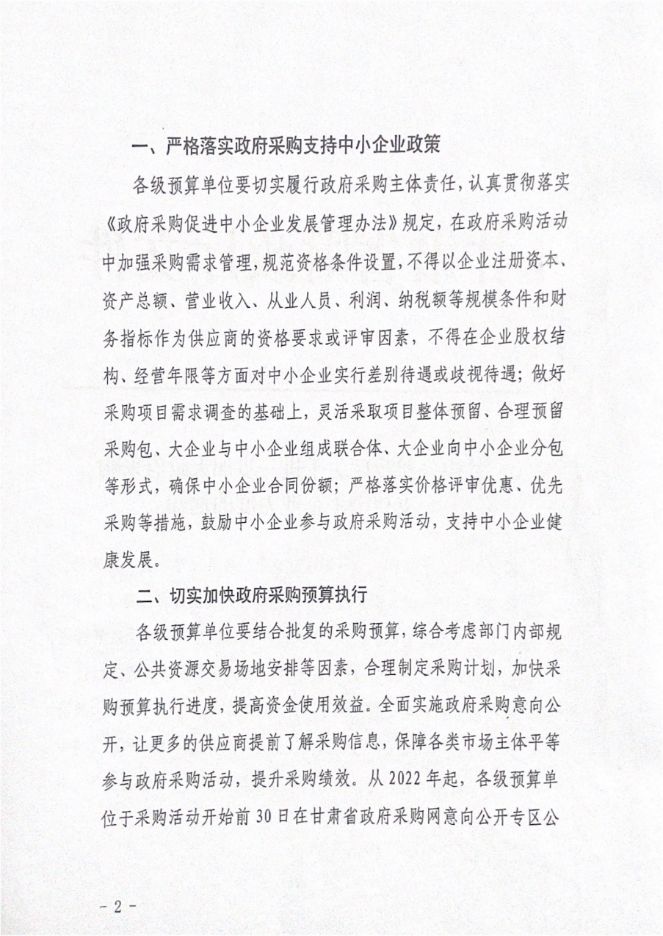 一、严格落实政府采购支持中小企业政策
各级预算单位要切实履行政府采购主体责任，认真贯彻落实
《政府采购促进中小企业发展管理办法》规定，在政府采购活动
中加强采购需求管理，规范资格条件设置，不得以企业注册资本、
资产总额、营业收入、从业人员、利润、纳税额等规模条件和财
务指标作为供应商的资格要求或评审因素，不得在企业股权结
构、经营年限等方面对中小企业实行差别待遇或歧视待遇；做好
采购项目需求调查的基础上，灵活采取项目整体预留、合理预留
采购包、大企业与中小企业组成联合体、大企业向中小企业分包
等形式，确保中小企业合同份额；严格落实价格评审优惠、优先
采购等措施，鼓励中小企业参与政府采购活动，支持中小企业健
康发展。
二、切实加快政府采购预算执行
各级预算单位要结合批复的采购预算，综合考虑部门内部规
定、公共资源交易场地安排等因素，合理制定采购计划，加快采
购预算执行进度，提高资金使用效益。全面实施政府采购意向公
开，让更多的供应商提前了解采购信息，保障各类市场主体平等
参与政府采购活动，提升采购绩效。从 2022 年起，各级预算单
位于采购活动开始前 30 日在甘肃省政府采购网意向公开专区公
- 2 -